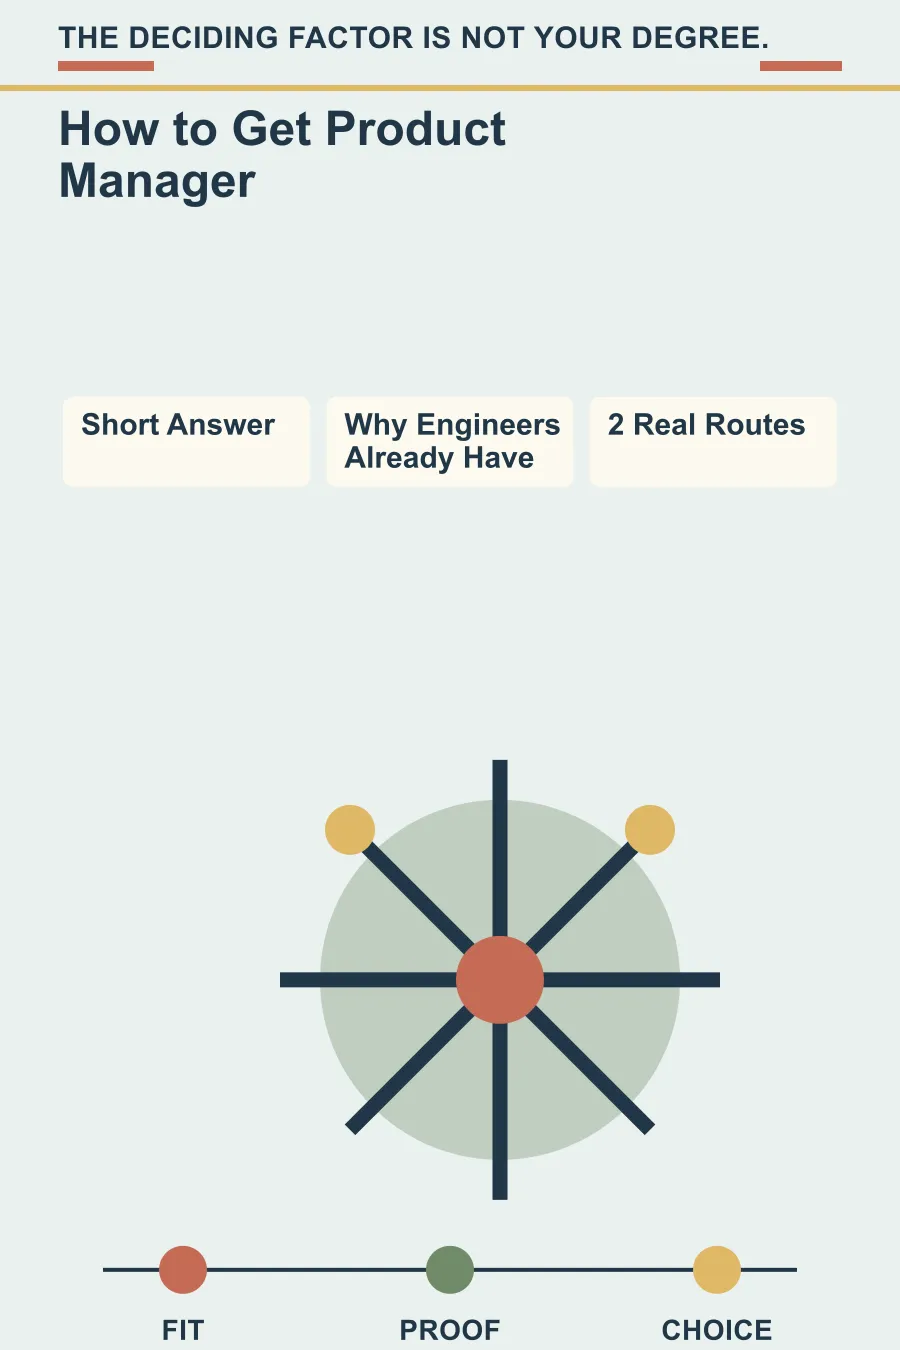 THE DECIDING FACTOR IS NOT YOUR DEGREE.
How to Get Product
Manager
Short Answer
Why Engineers
Already Have
2 Real Routes
FIT
PROOF
CHOICE